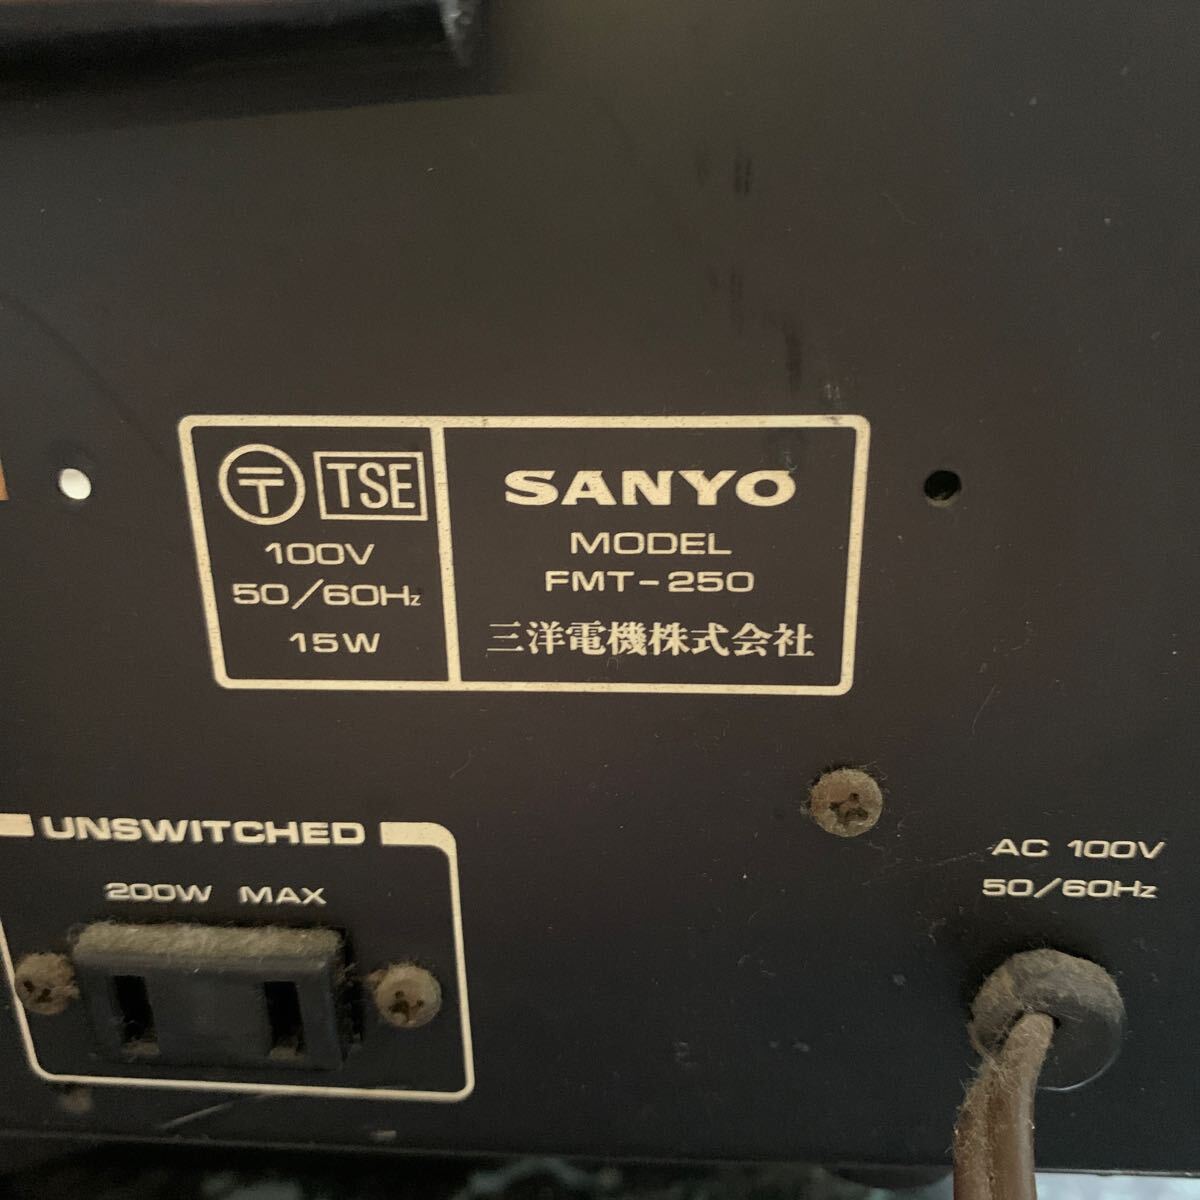 〒 TSE
100V
50/60Hz
15W
SANYO
MODEL
FMT-250
三洋電機株式会社
UNSWITCHED
200W MAX
AC 100V
50/60Hz